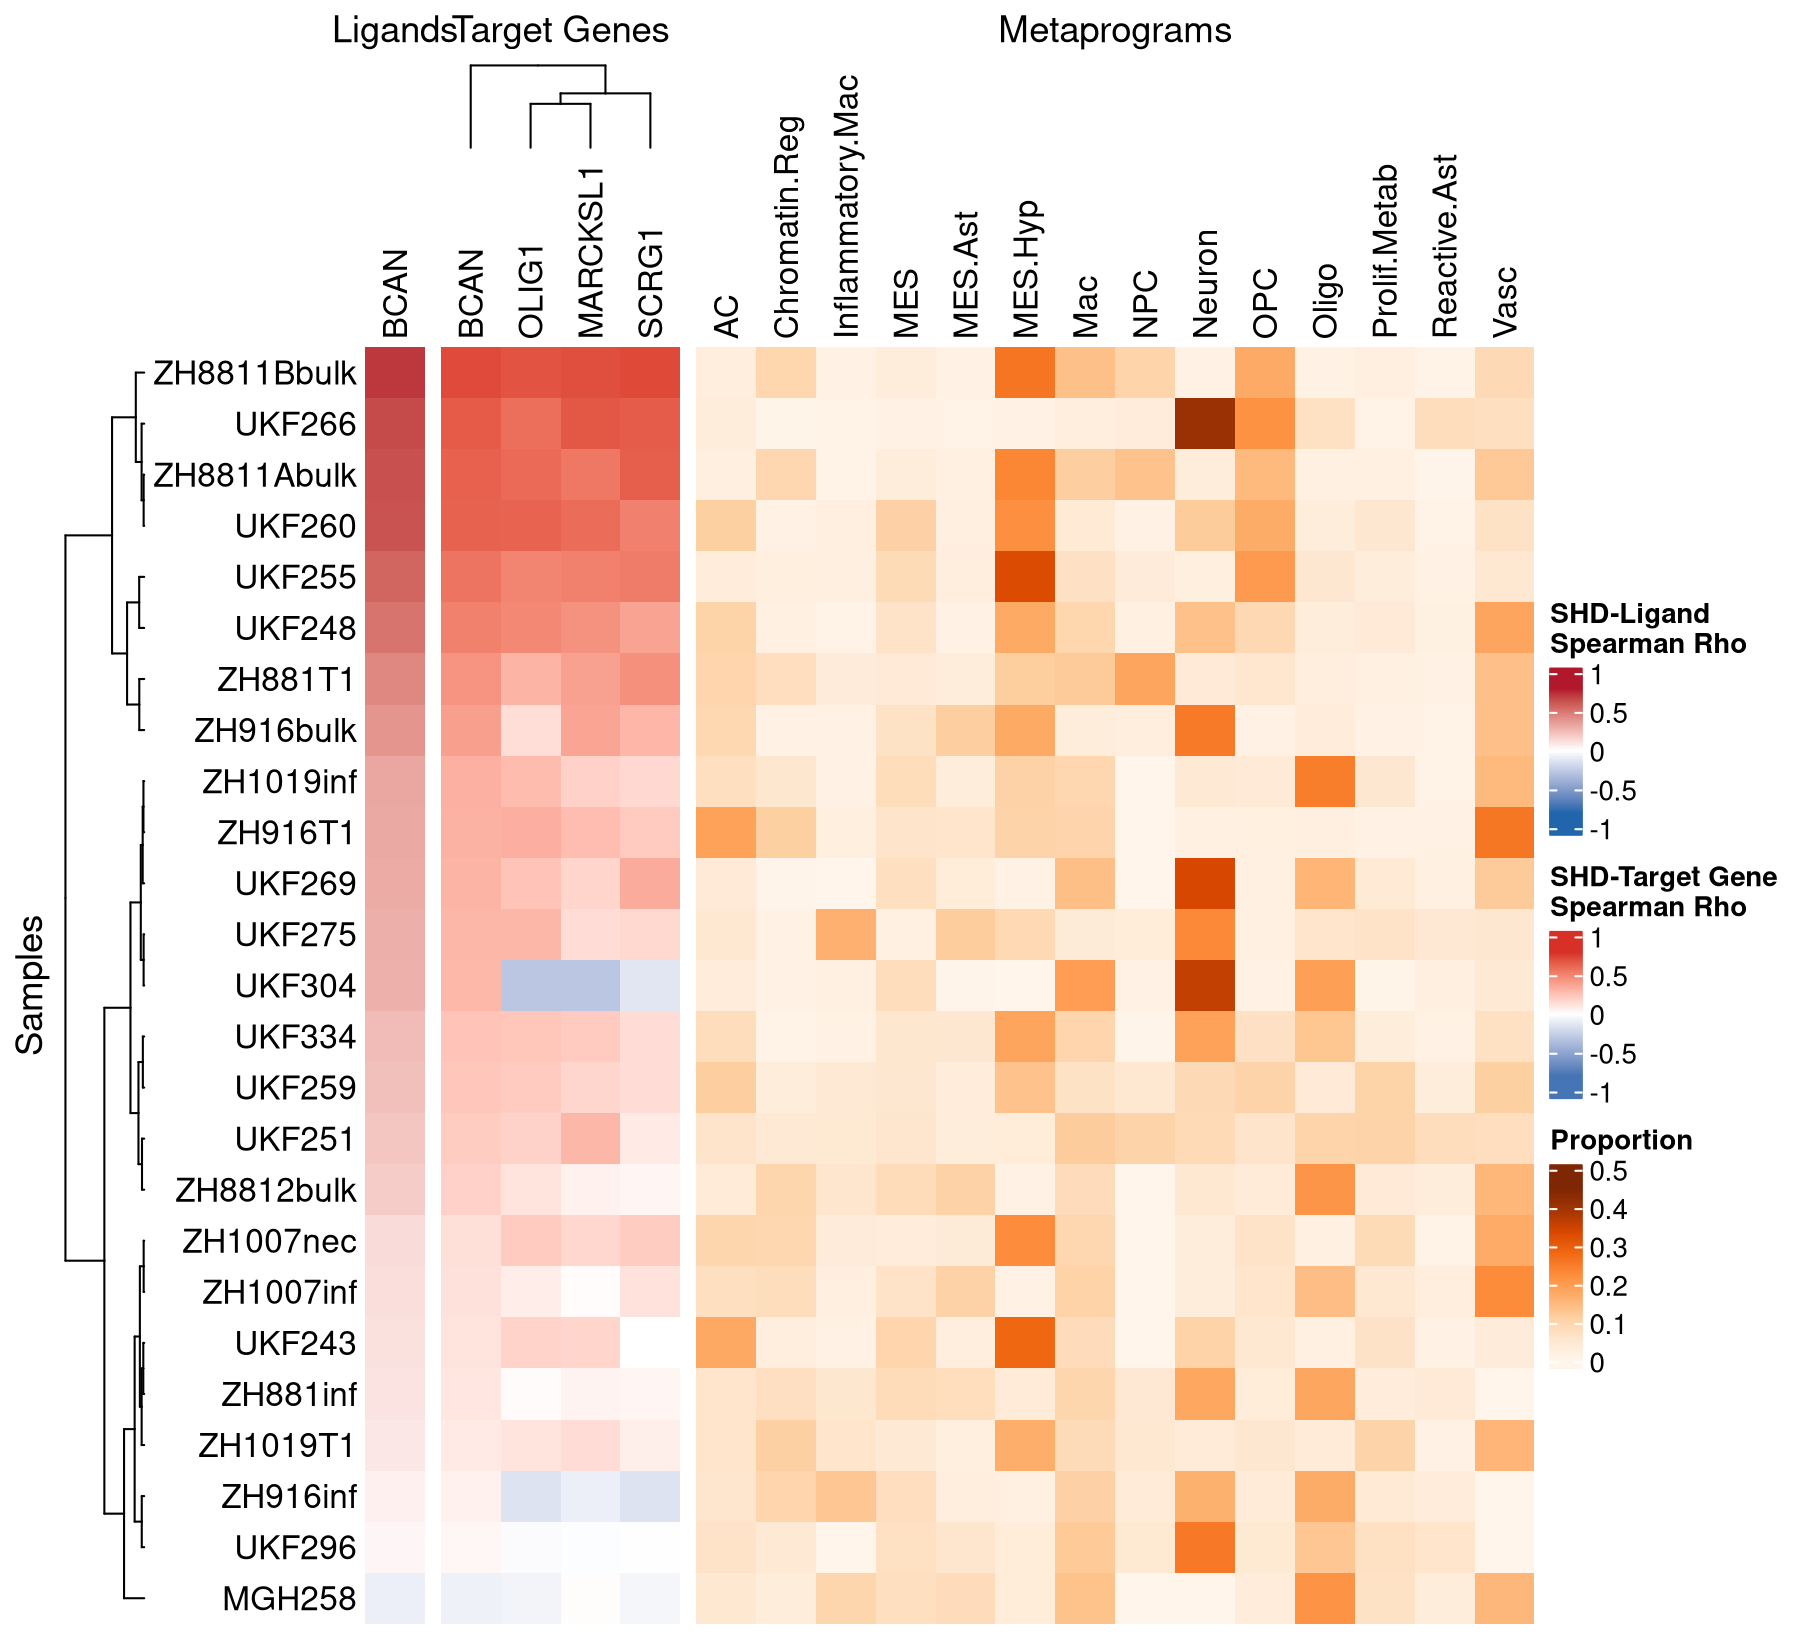 Ligands
Target Genes
Metaprograms
BCAN
BCAN
OLIG1
MARCKSL1
SCRG1
AC
Chromatin.Reg
Inflammatory.Mac
MES
MES.Ast
MES.Hyp
Mac
NPC
Neuron
OPC
Oligo
Prolif.Metab
Reactive.Ast
Vasc
Samples
ZH8811Bbulk
UKF266
ZH8811Abulk
UKF260
UKF255
UKF248
ZH881T1
ZH916bulk
ZH1019inf
ZH916T1
UKF269
UKF275
UKF304
UKF334
UKF259
UKF251
ZH8812bulk
ZH1007nec
ZH1007inf
UKF243
ZH881inf
ZH1019T1
ZH916inf
UKF296
MGH258
SHD-Ligand
Spearman Rho
1
0.5
0
-0.5
-1
SHD-Target Gene
Spearman Rho
1
0.5
0
-0.5
-1
Proportion
0.5
0.4
0.3
0.2
0.1
0